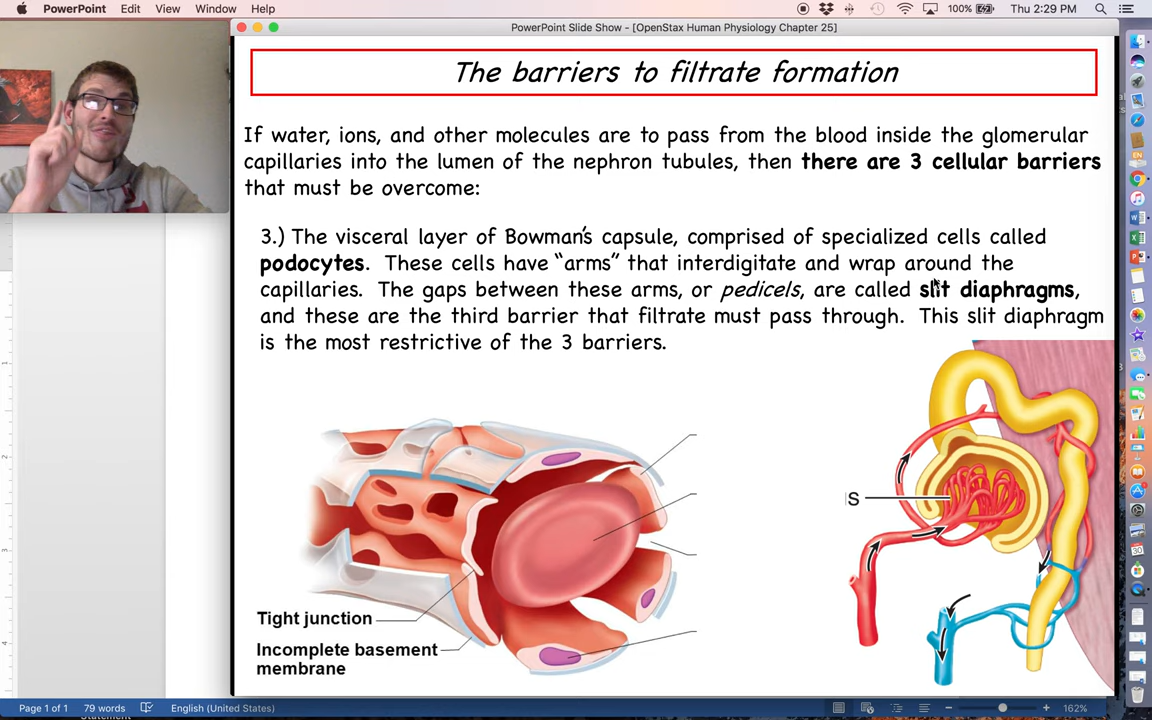 PowerPoint Edit View Window Help 100% Thu 2:29 PM
PowerPoint Slide Show - [OpenStax Human Physiology Chapter 25]
The barriers to filtrate formation
If water, ions, and other molecules are to pass from the blood inside the glomerular
capillaries into the lumen of the nephron tubules, then there are 3 cellular barriers
that must be overcome:
3.) The visceral layer of Bowman's capsule, comprised of specialized cells called
podocytes. These cells have "arms" that interdigitate and wrap around the
capillaries. The gaps between these arms, or pedicels, are called slit diaphragms,
and these are the third barrier that filtrate must pass through. This slit diaphragm
is the most restrictive of the 3 barriers.
S
Tight junction
Incomplete basement
membrane
Page 1 of 1 79 words English (United States) 162%